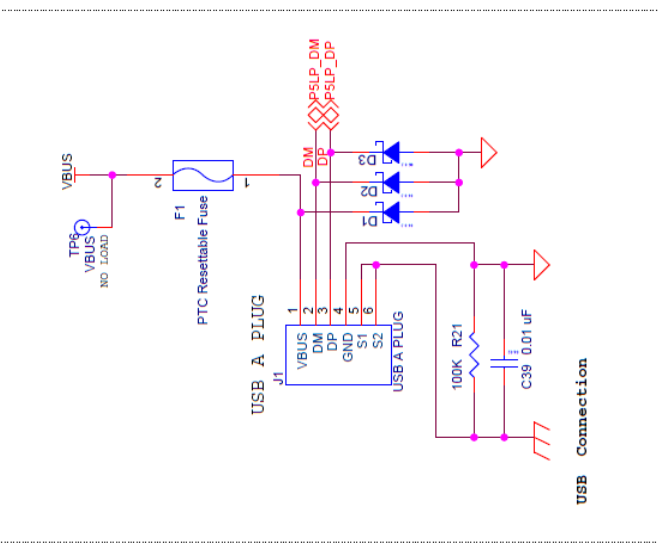 P5LP_DM
P5LP_DP
DM
DP
VBUS
2
1
F1
PTC Resettable Fuse
TP6
VBUS
NO LOAD
D3
D2
D1
USB A PLUG
J1
1
2
3
4
5
6
VBUS
DM
DP
GND
S1
S2
USB A PLUG
100K R21
C39 0.01 uF
USB Connection